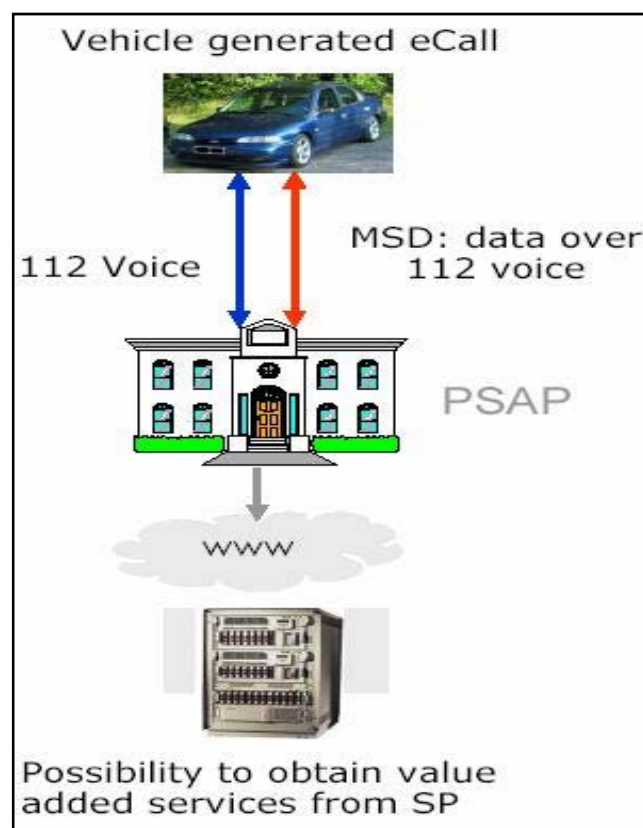 Vehicle generated eCall
112 Voice
MSD: data over
112 voice
PSAP
WWW
Possibility to obtain value
added services from SP